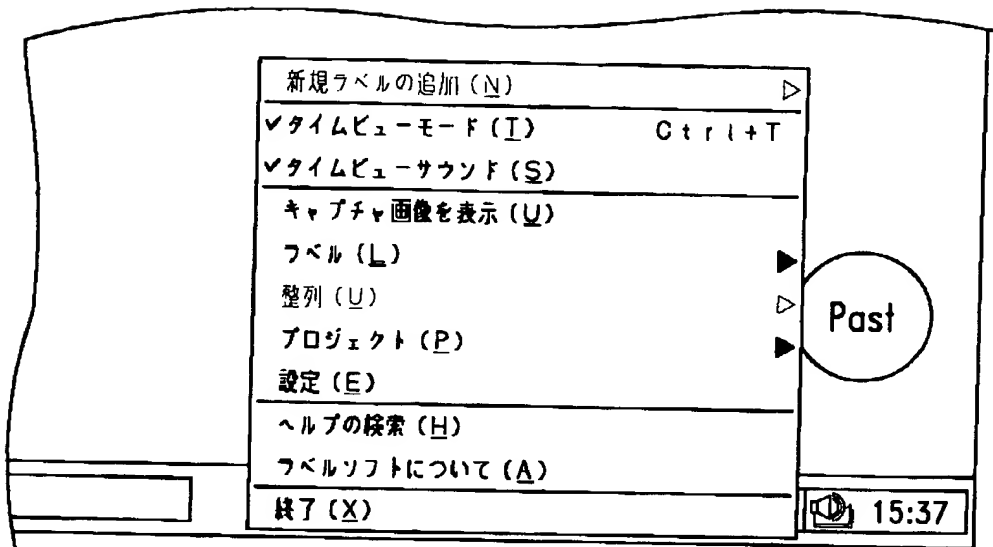 新規ラベルの追加(N)
タイムビューモード(T) Ctrl+T
タイムビューサウンド(S)
キャプチャ画像を表示(U)
ラベル(L)
整列(U)
プロジェクト(P)
設定(E)
ヘルプの検索(H)
ラベルソフトについて(A)
終了(X)
Past
15:37